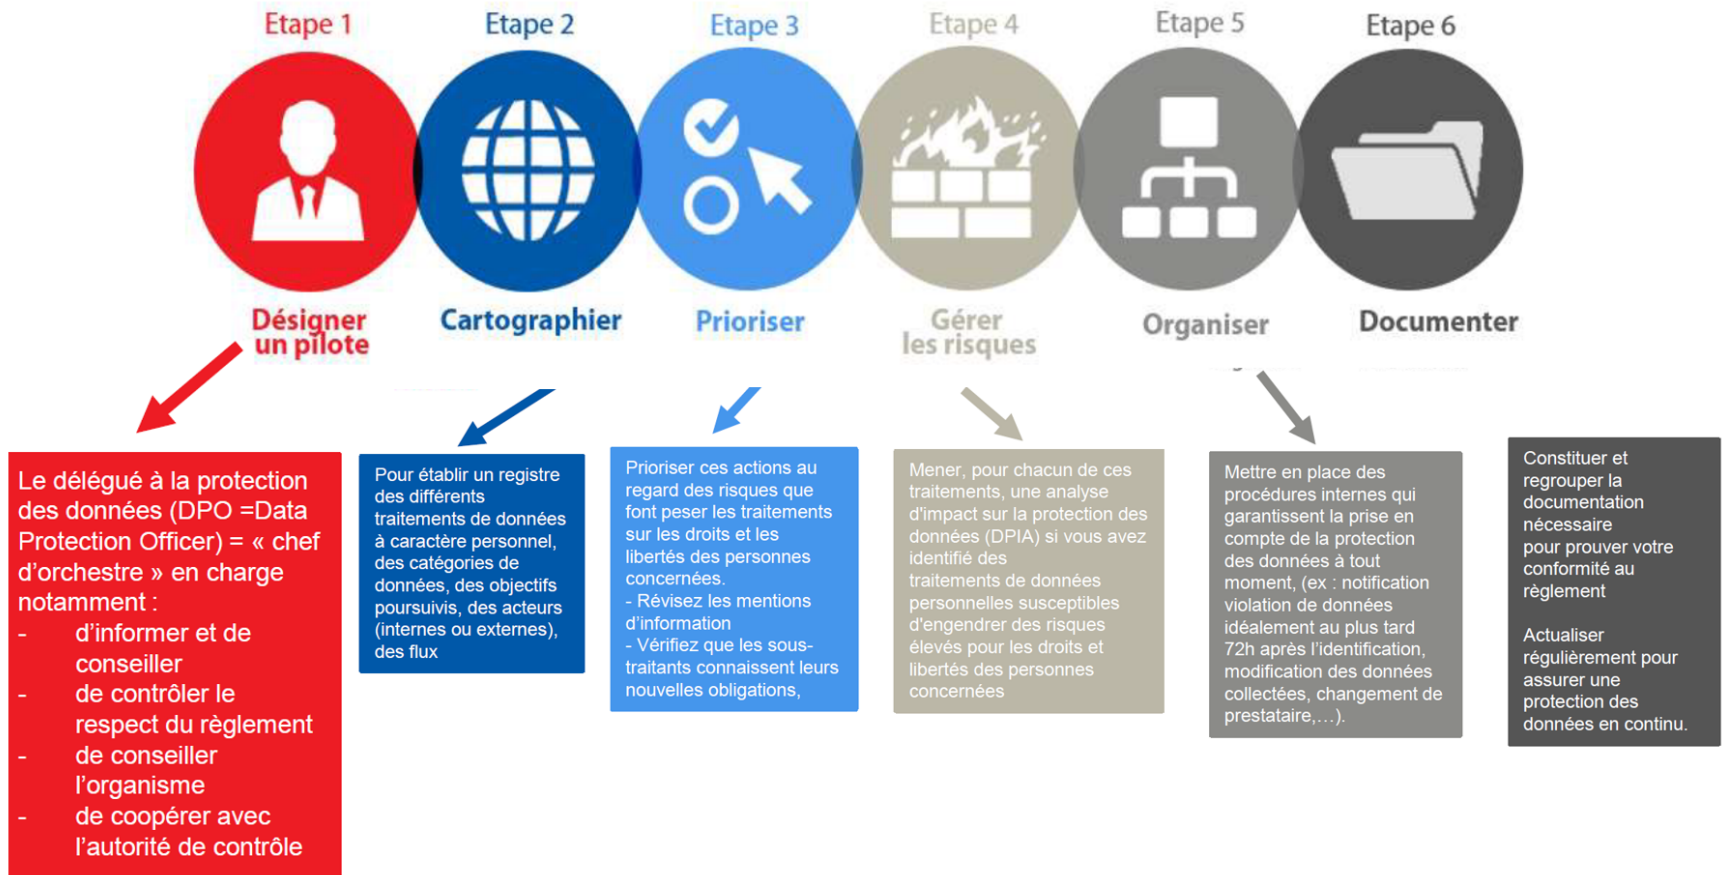 Etape 1
Etape 2
Etape 3
Etape 4
Etape 5
Etape 6
Désigner
un pilote
Cartographier
Prioriser
Gérer
les risques
Organiser
Documenter
Le délégué à la protection
des données (DPO =Data
Protection Officer) = « chef
d’orchestre » en charge
notamment :
- d’informer et de
conseiller
- de contrôler le
respect du règlement
- de conseiller
l’organisme
- de coopérer avec
l’autorité de contrôle
Pour établir un registre
des différents
traitements de données
à caractère personnel,
des catégories de
données, des objectifs
poursuivis, des acteurs
(internes ou externes),
des flux
Prioriser ces actions au
regard des risques que
font peser les traitements
sur les droits et les
libertés des personnes
concernées.
- Révisez les mentions
d’information
- Vérifiez que les sous-
traitants connaissent leurs
nouvelles obligations,
Mener, pour chacun de ces
traitements, une analyse
d'impact sur la protection des
données (DPIA) si vous avez
identifié des
traitements de données
personnelles susceptibles
d'engendrer des risques
élevés pour les droits et
libertés des personnes
concernées
Mettre en place des
procédures internes qui
garantissent la prise en
compte de la protection
des données à tout
moment, (ex : notification
violation de données
idéalement au plus tard
72h après l’identification,
modification des données
collectées, changement de
prestataire,…).
Constituer et
regrouper la
documentation
nécessaire
pour prouver votre
conformité au
règlement
Actualiser
régulièrement pour
assurer une
protection des
données en continu.